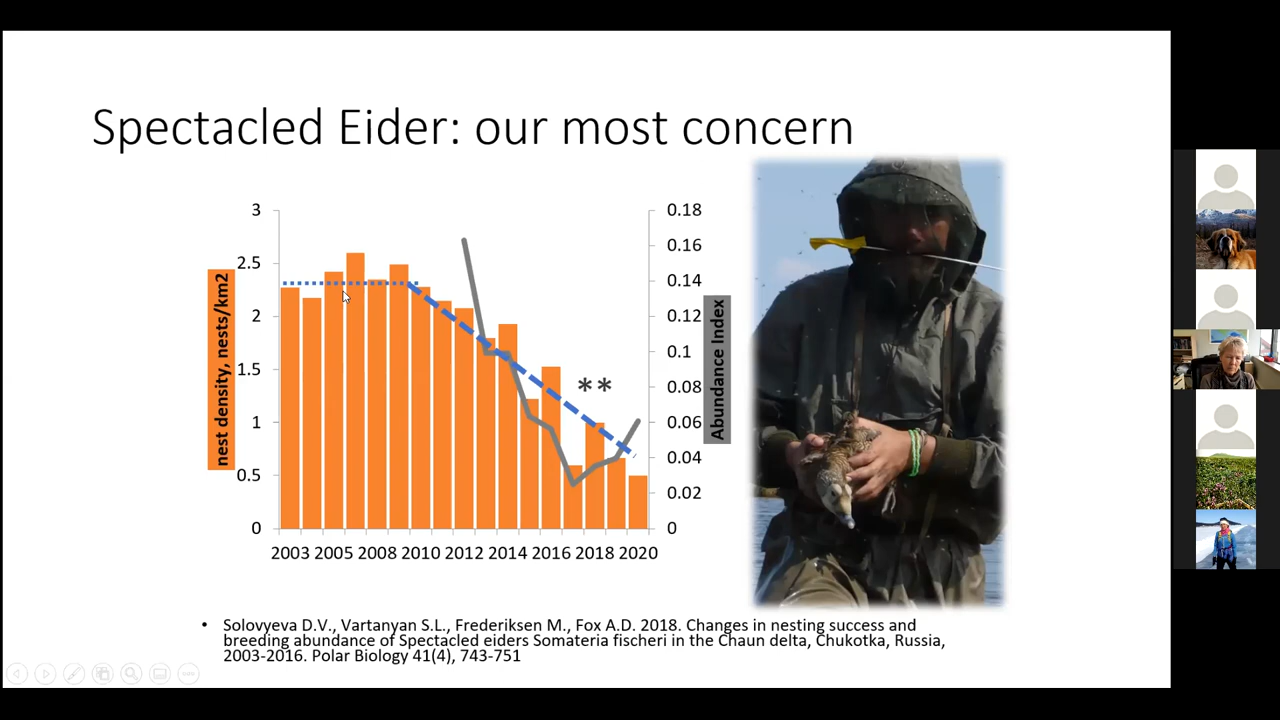 Spectacled Eider: our most concern
3
2.5
2
1.5
1
0.5
0
nest density, nests/km2
0.18
0.16
0.14
0.12
0.1
0.08
0.06
0.04
0.02
0
Abundance Index
**
2003 2005 2008 2010 2012 2014 2016 2018 2020
• Solovyeva D.V., Vartanyan S.L., Frederiksen M., Fox A.D. 2018. Changes in nesting success and
breeding abundance of Spectacled eiders Somateria fischeri in the Chaun delta, Chukotka, Russia,
2003-2016. Polar Biology 41(4), 743-751